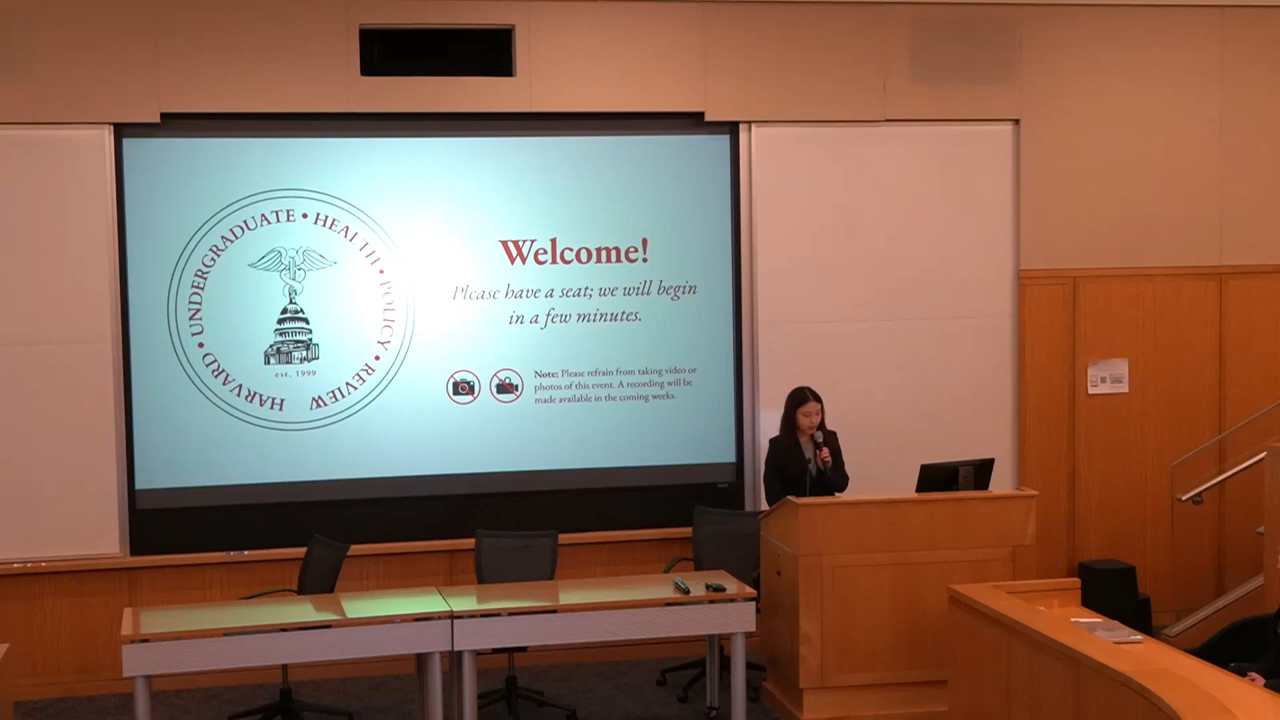 HARVARD • UNDERGRADUATE • HEALTH • POLICY • REVIEW
est. 1999
Welcome!
Please have a seat; we will begin
in a few minutes.
Note: Please refrain from taking video or
photos of this event. A recording will be
made available in the coming weeks.